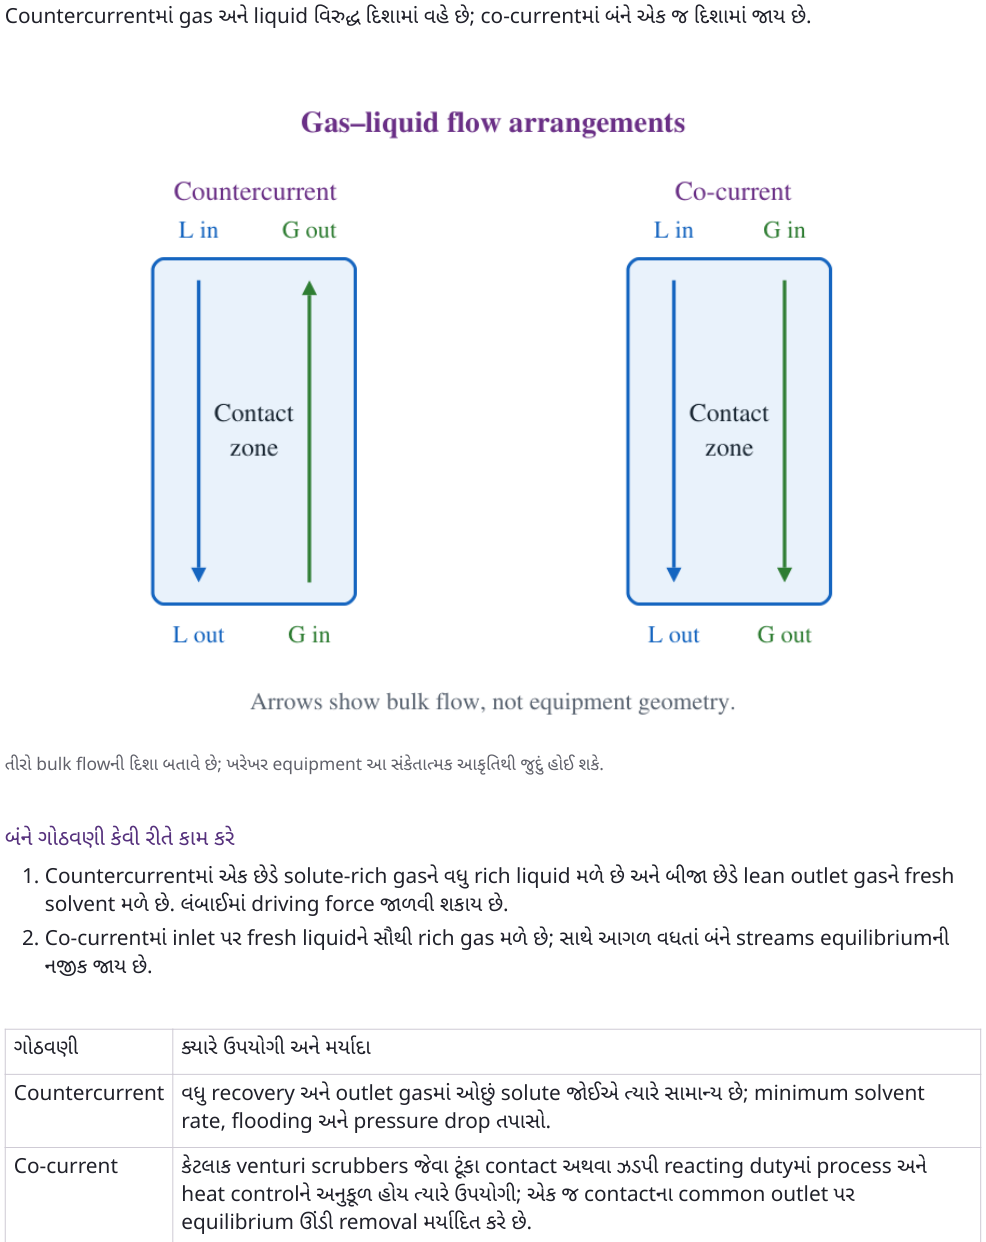 Countercurrentમાં gas અને liquid વિરુદ્ધ દિશામાં વહે છે; co-currentમાં બંને એક જ દિશામાં જાય છે.
Gas–liquid flow arrangements
Countercurrent
Co-current
L in
G out
L in
G in
Contact
zone
Contact
zone
L out
G in
L out
G out
Arrows show bulk flow, not equipment geometry.
તીરો bulk flowની દિશા બતાવે છે; ખરેખર equipment આ સંકેતાત્મક આકૃતિથી જુદું હોઈ શકે.
બંને ગોઠવણી કેવી રીતે કામ કરે
1. Countercurrentમાં એક છેડે solute-rich gasને વધુ rich liquid મળે છે અને બીજા છેડે lean outlet gasને fresh
solvent મળે છે. લંબાઈમાં driving force જાળવી શકાય છે.
2. Co-currentમાં inlet પર fresh liquidને સૌથી rich gas મળે છે; સાથે આગળ વધતાં બંને streams equilibriumની
નજીક જાય છે.
ગોઠવણી
ક્યારે ઉપયોગી અને મર્યાદા
Countercurrent
વધુ recovery અને outlet gasમાં ઓછું solute જોઈએ ત્યારે સામાન્ય છે; minimum solvent
rate, flooding અને pressure drop તપાસો.
Co-current
કેટલાક venturi scrubbers જેવા ટૂંકા contact અથવા ઝડપી reacting dutyમાં process અને
heat controlને અનુકૂળ હોય ત્યારે ઉપયોગી; એક જ contactના common outlet પર
equilibrium ઊંડી removal મર્યાદિત કરે છે.